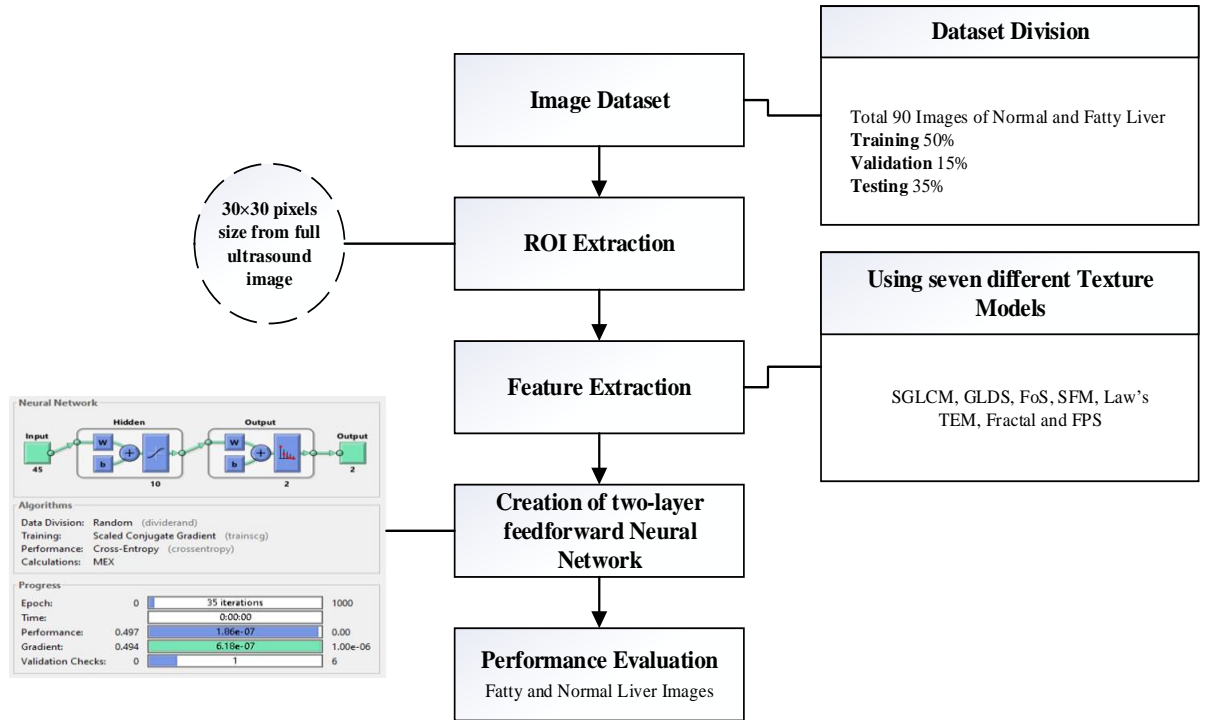 Dataset Division
Total 90 Images of Normal and Fatty Liver
Training 50%
Validation 15%
Testing 35%
Image Dataset
30×30 pixels
size from full
ultrasound
image
ROI Extraction
Using seven different Texture
Models
SGLCM, GLDS, FoS, SFM, Law's
TEM, Fractal and FPS
Feature Extraction
Neural Network
Hidden
Output
Input
W
b
+
W
b
+
Output
45
10
2
2
Algorithms
Data Division: Random (dividerand)
Training: Scaled Conjugate Gradient (trainscg)
Performance: Cross-Entropy (crossentropy)
Calculations: MEX
Progress
Epoch: 0 35 iterations 1000
Time: 0:00:00
Performance: 0.497 1.86e-07 0.00
Gradient: 0.494 6.18e-07 1.00e-06
Validation Checks: 0 1 6
Creation of two-layer
feedforward Neural
Network
Performance Evaluation
Fatty and Normal Liver Images